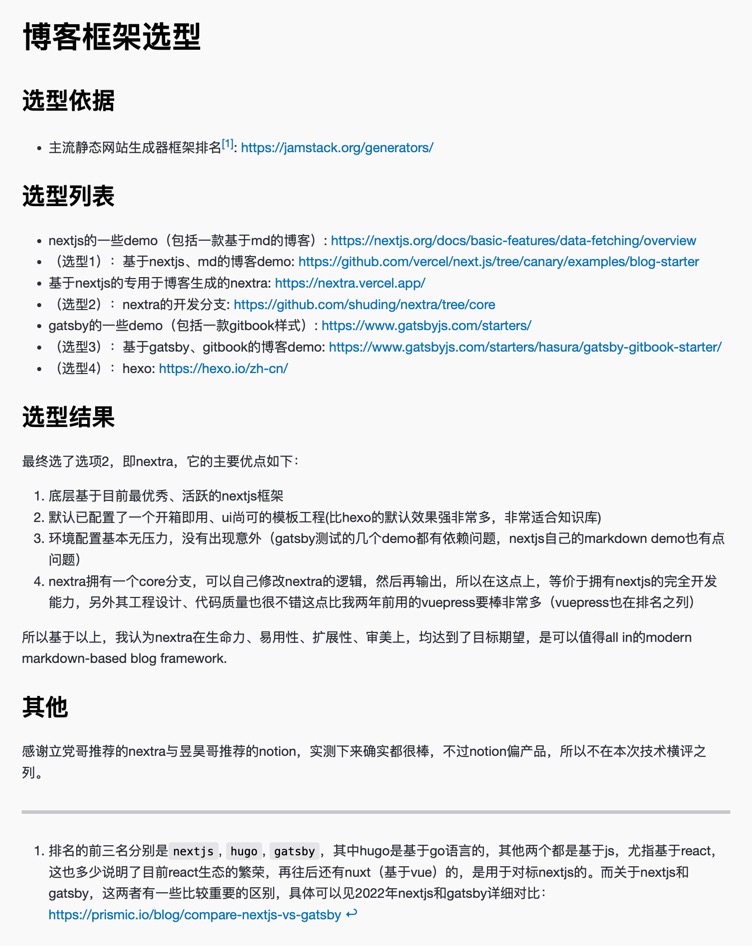 博客框架选型
选型依据
• 主流静态网站生成器框架排名[1]: https://jamstack.org/generators/
选型列表
• nextjs的一些demo（包括一款基于md的博客）: https://nextjs.org/docs/basic-features/data-fetching/overview
• （选型1）：基于nextjs、md的博客demo: https://github.com/vercel/next.js/tree/canary/examples/blog-starter
• 基于nextjs的专用于博客生成的nextra: https://nextra.vercel.app/
• （选型2）：nextra的开发分支: https://github.com/shuding/nextra/tree/core
• gatsby的一些demo（包括一款gitbook样式）: https://www.gatsbyjs.com/starters/
• （选型3）：基于gatsby、gitbook的博客demo: https://www.gatsbyjs.com/starters/hasura/gatsby-gitbook-starter/
• （选型4）：hexo: https://hexo.io/zh-cn/
选型结果
最终选了选项2，即nextra，它的主要优点如下：
1. 底层基于目前最优秀、活跃的nextjs框架
2. 默认已配置了一个开箱即用、ui尚可的模板工程(比hexo的默认效果强非常多，非常适合知识库)
3. 环境配置基本无压力，没有出现意外（gatsby测试的几个demo都有依赖问题，nextjs自己的markdown demo也有点
问题）
4. nextra拥有一个core分支，可以自己修改nextra的逻辑，然后再输出，所以在这点上，等价于拥有nextjs的完全开发
能力，另外其工程设计、代码质量也很不错这点比我两年前用的vuepress要棒非常多（vuepress也在排名之列）
所以基于以上，我认为nextra在生命力、易用性、扩展性、审美上，均达到了目标期望，是可以值得all in的modern
markdown-based blog framework.
其他
感谢立党哥推荐的nextra与昱昊哥推荐的notion，实测下来确实都很棒，不过notion偏产品，所以不在本次技术横评之
列。
1. 排名的前三名分别是 nextjs , hugo , gatsby ，其中hugo是基于go语言的，其他两个都是基于js，尤指基于react，
这也多少说明了目前react生态的繁荣，再往后还有nuxt（基于vue）的，是用于对标nextjs的。而关于nextjs和
gatsby，这两者有一些比较重要的区别，具体可以见2022年nextjs和gatsby详细对比：
https://prismic.io/blog/compare-nextjs-vs-gatsby ↩